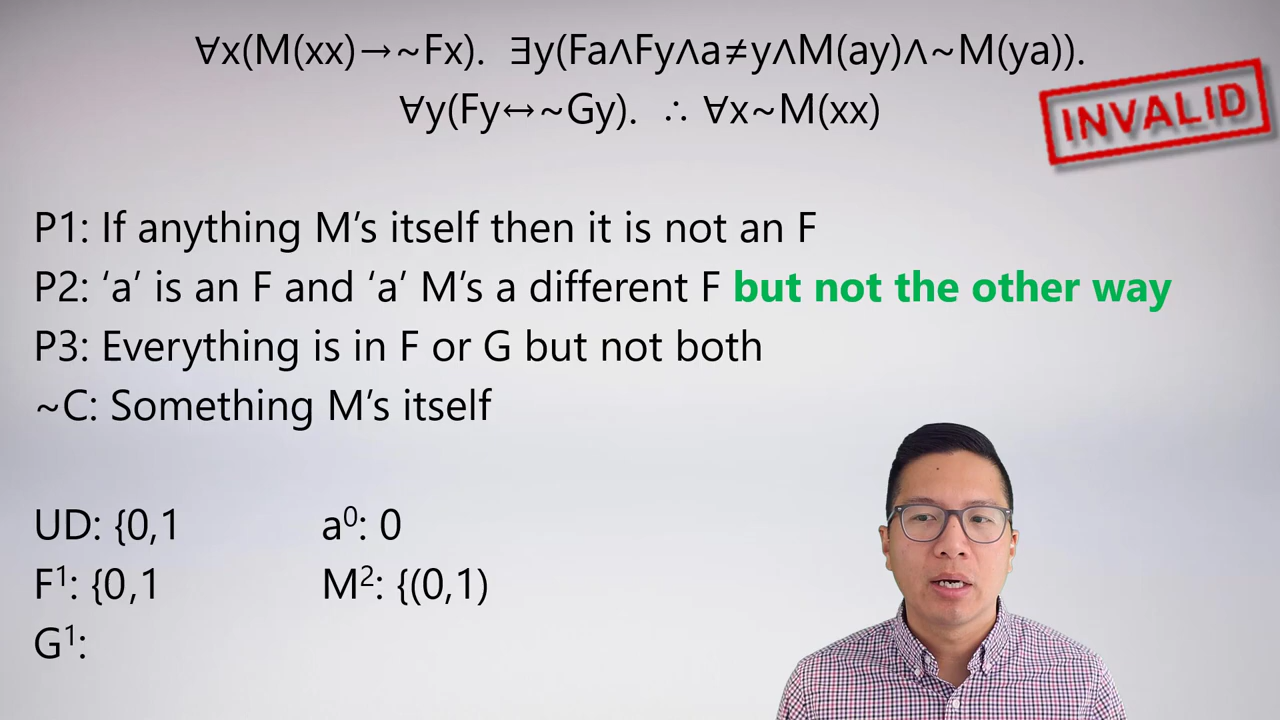 ∀x(M(xx)→~Fx). ∃y(Fa∧Fy∧a≠y∧M(ay)∧~M(ya)).
∀y(Fy↔~Gy). ∴ ∀x~M(xx)
INVALID
P1: If anything M’s itself then it is not an F
P2: ‘a’ is an F and ‘a’ M’s a different F but not the other way
P3: Everything is in F or G but not both
~C: Something M’s itself
UD: {0,1 a⁰: 0
F¹: {0,1 M²: {(0,1)
G¹: